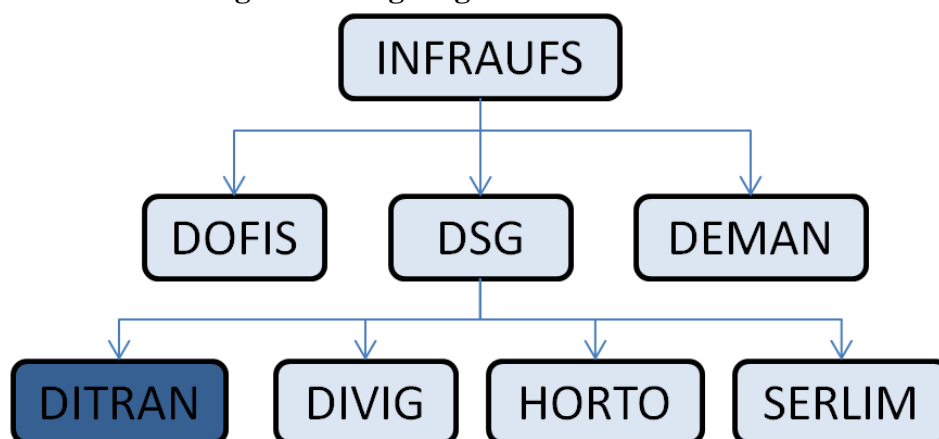 INFRAUFS
DOFIS DSG DEMAN
DITRAN DIVIG HORTO SERLIM